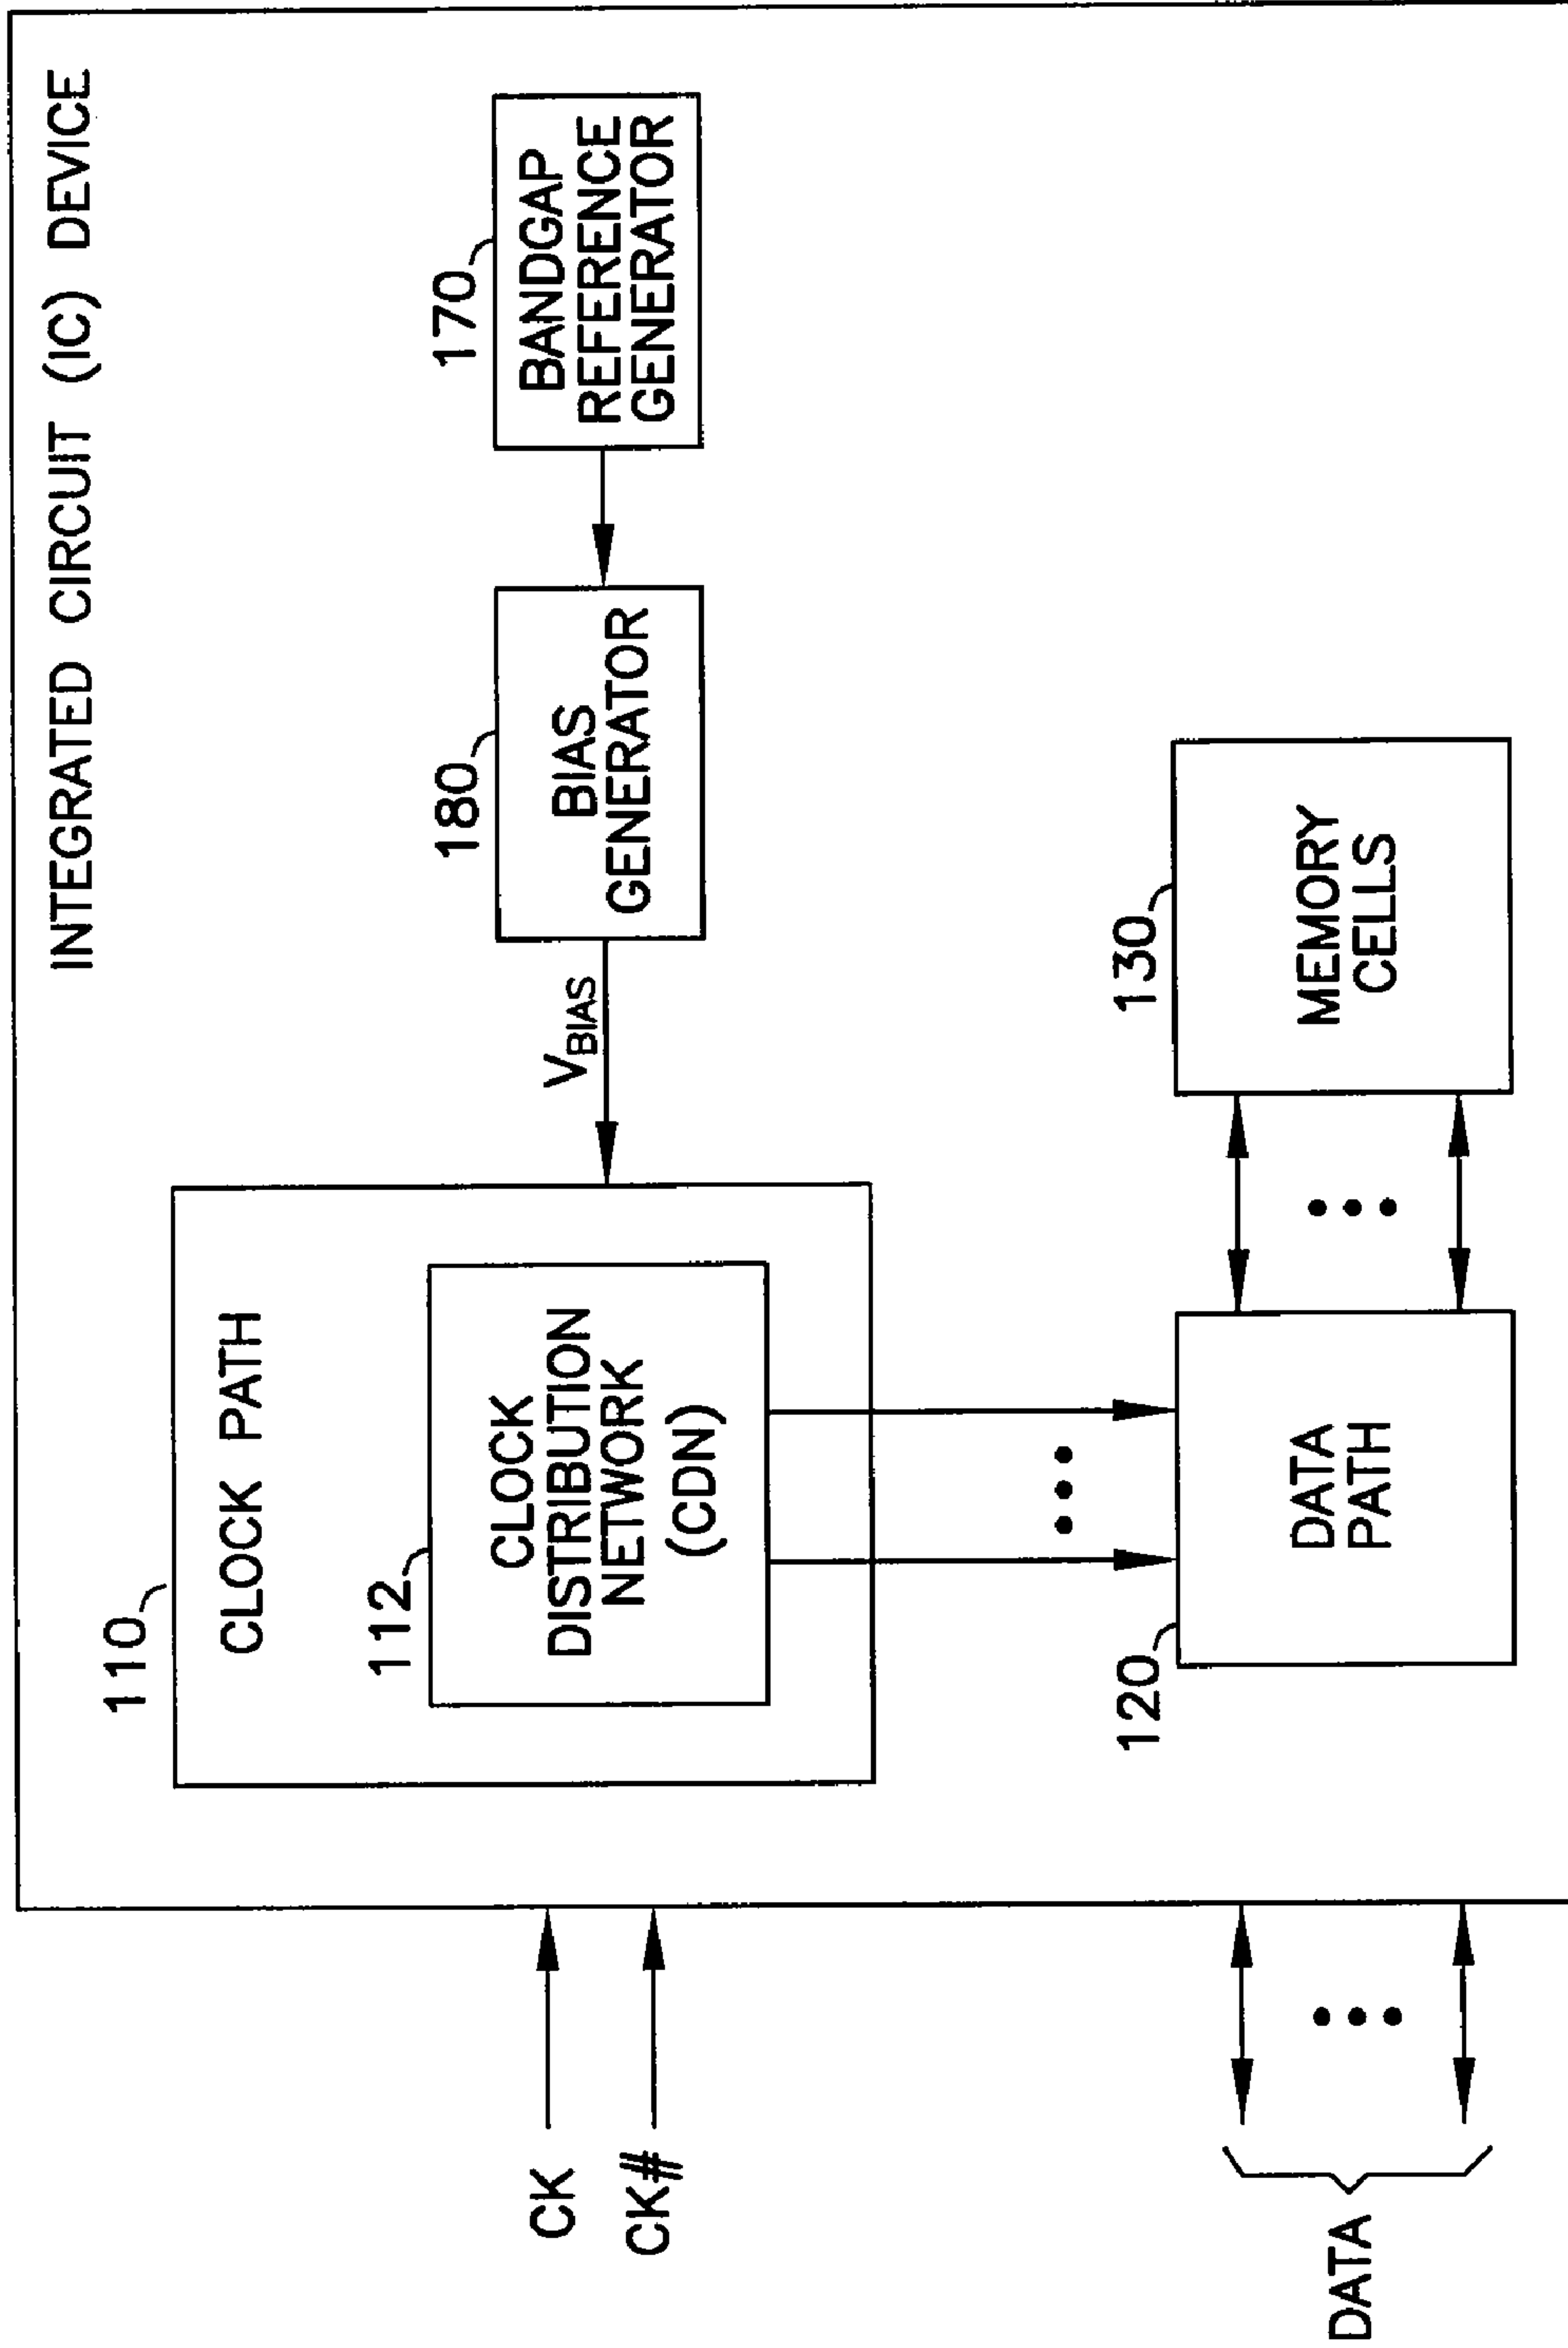 INTEGRATED CIRCUIT (IC) DEVICE
110
CLOCK PATH
112
CLOCK
DISTRIBUTION
NETWORK
(CDN)
VBIAS
180
BIAS
GENERATOR
170
BANDGAP
REFERENCE
GENERATOR
CK
CK#
120
DATA
PATH
130
MEMORY
CELLS
DATA